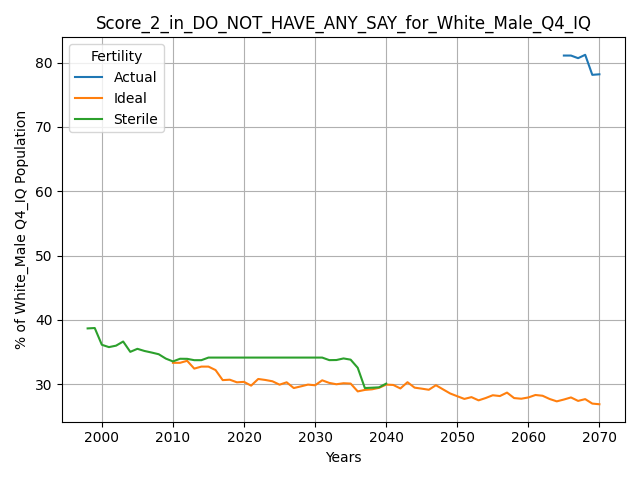 Score_2_in_DO_NOT_HAVE_ANY_SAY_for_White_Male_Q4_IQ
Fertility
Actual
Ideal
Sterile
% of White_Male Q4_IQ Population
80
70
60
50
40
30
2000
2010
2020
2030
2040
2050
2060
2070
Years